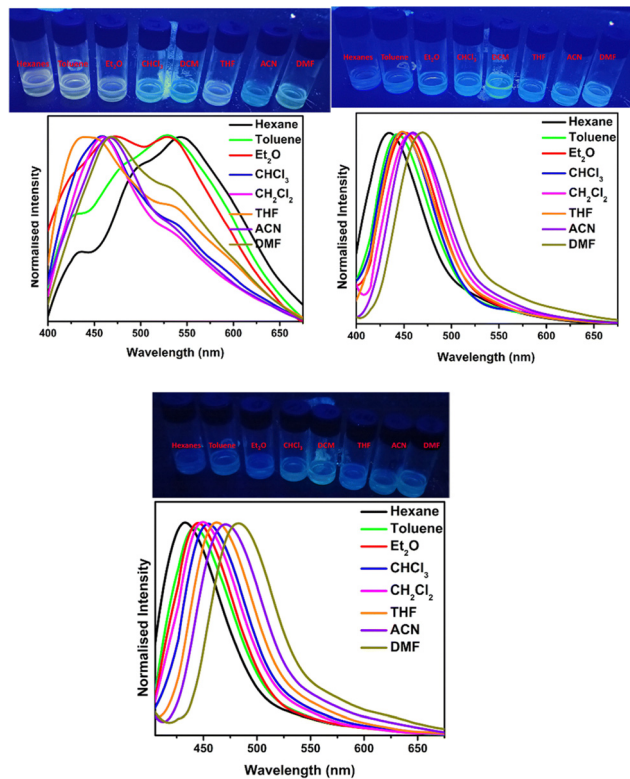 Hexanes Toluene Et₂O CHCl₃ DCM THF ACN DMF
Hexanes Toluene Et₂O CHCl₃ DCM THF ACN DMF
Normalised Intensity
Hexane
Toluene
Et₂O
CHCl₃
CH₂Cl₂
THF
ACN
DMF
400 450 500 550 600 650
Wavelength (nm)
Normalised Intensity
Hexane
Toluene
Et₂O
CHCl₃
CH₂Cl₂
THF
ACN
DMF
400 450 500 550 600 650
Wavelength (nm)
Hexanes Toluene Et₂O CHCl₃ DCM THF ACN DMF
Normalised Intensity
Hexane
Toluene
Et₂O
CHCl₃
CH₂Cl₂
THF
ACN
DMF
450 500 550 600 650
Wavelength (nm)